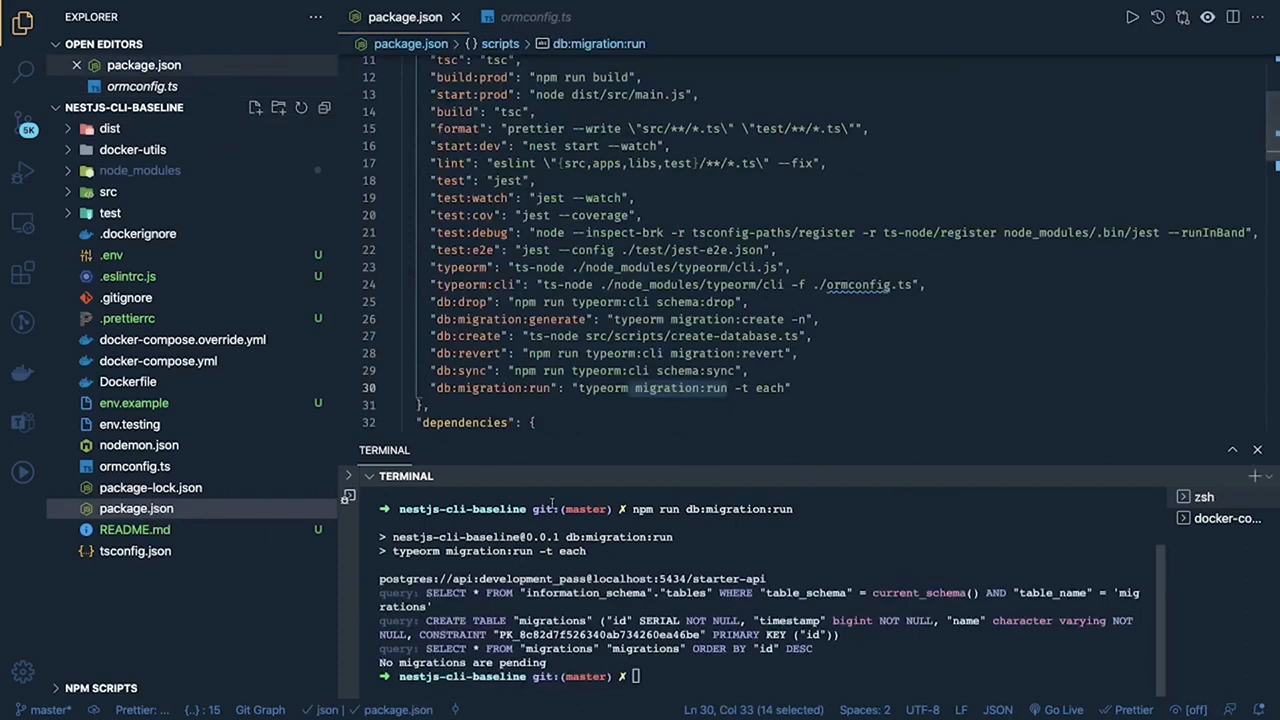 EXPLORER
OPEN EDITORS
package.json
ormconfig.ts
NESTJS-CLI-BASELINE
dist
docker-utils
node_modules
src
test
.dockerignore
.env U
.eslintrc.js U
.gitignore
.prettierrc U
docker-compose.override.yml
docker-compose.yml
Dockerfile
env.example U
env.testing
nodemon.json
ormconfig.ts
package-lock.json
package.json
README.md U
tsconfig.json
NPM SCRIPTS
5K
package.json ormconfig.ts
package.json > {} scripts > abc db:migration:run
11 "tsc": "tsc",
12 "build:prod": "npm run build",
13 "start:prod": "node dist/src/main.js",
14 "build": "tsc",
15 "format": "prettier --write \"src/**/*.ts\" \"test/**/*.ts\"",
16 "start:dev": "nest start --watch",
17 "lint": "eslint \"{src,apps,libs,test}/**/*.ts\" --fix",
18 "test": "jest",
19 "test:watch": "jest --watch",
20 "test:cov": "jest --coverage",
21 "test:debug": "node --inspect-brk -r tsconfig-paths/register -r ts-node/register node_modules/.bin/jest --runInBand",
22 "test:e2e": "jest --config ./test/jest-e2e.json",
23 "typeorm": "ts-node ./node_modules/typeorm/cli.js",
24 "typeorm:cli": "ts-node ./node_modules/typeorm/cli -f ./ormconfig.ts",
25 "db:drop": "npm run typeorm:cli schema:drop",
26 "db:migration:generate": "typeorm migration:create -n",
27 "db:create": "ts-node src/scripts/create-database.ts",
28 "db:revert": "npm run typeorm:cli migration:revert",
29 "db:sync": "npm run typeorm:cli schema:sync",
30 "db:migration:run": "typeorm migration:run -t each"
31 },
32 "dependencies": {
TERMINAL
TERMINAL
➜ nestjs-cli-baseline git:(master) ✗ npm run db:migration:run
> nestjs-cli-baseline@0.0.1 db:migration:run
> typeorm migration:run -t each
postgres://api:development_pass@localhost:5434/starter-api
query: SELECT * FROM "information_schema"."tables" WHERE "table_schema" = current_schema() AND "table_name" = 'mig
rations'
query: CREATE TABLE "migrations" ("id" SERIAL NOT NULL, "timestamp" bigint NOT NULL, "name" character varying NOT
NULL, CONSTRAINT "PK_8c82d7f526340ab734260ea46be" PRIMARY KEY ("id"))
query: SELECT * FROM "migrations" "migrations" ORDER BY "id" DESC
No migrations are pending
➜ nestjs-cli-baseline git:(master) ✗
zsh
docker-co...
master* Prettier: ... {..} : 15 Git Graph ✓ json | ✓ package.json Ln 30, Col 33 (14 selected) Spaces: 2 UTF-8 LF JSON Go Live ✓ Prettier [off]